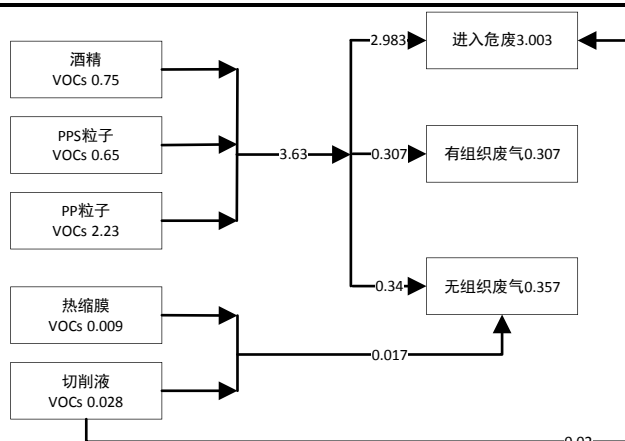 酒精
VOCs 0.75
PPS粒子
VOCs 0.65
PP粒子
VOCs 2.23
热缩膜
VOCs 0.009
切削液
VOCs 0.028
3.63
2.983
0.307
0.34
0.017
进入危废3.003
有组织废气0.307
无组织废气0.357
0.02